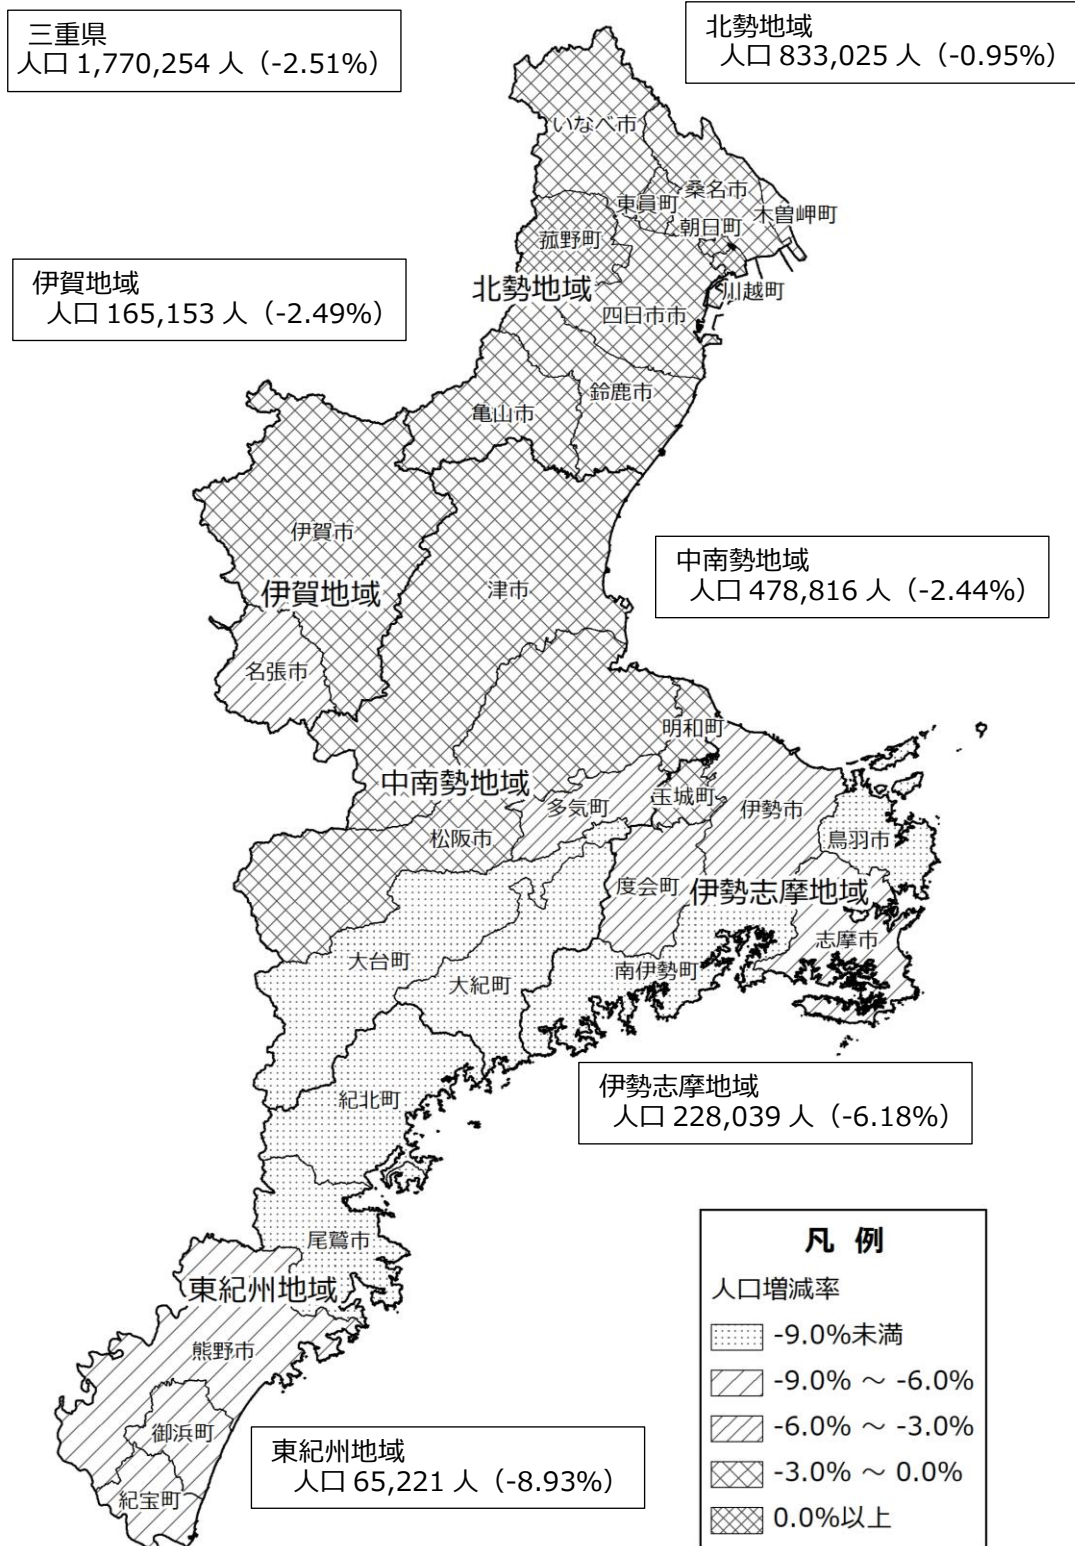 三重県
人口 1,770,254 人（-2.51%）
北勢地域
人口 833,025 人（-0.95%）
いなべ市
桑名市
東員町
木曽岬町
朝日町
菰野町
川越町
北勢地域
四日市市
伊賀地域
人口 165,153 人（-2.49%）
鈴鹿市
亀山市
伊賀市
津市
伊賀地域
中南勢地域
人口 478,816 人（-2.44%）
名張市
明和町
中南勢地域
多気町
玉城町
伊勢市
松阪市
鳥羽市
度会町
伊勢志摩地域
志摩市
大台町
大紀町
南伊勢町
紀北町
伊勢志摩地域
人口 228,039 人（-6.18%）
尾鷲市
東紀州地域
熊野市
御浜町
紀宝町
東紀州地域
人口 65,221 人（-8.93%）
凡 例
人口増減率
-9.0%未満
-9.0% ～ -6.0%
-6.0% ～ -3.0%
-3.0% ～ 0.0%
0.0%以上